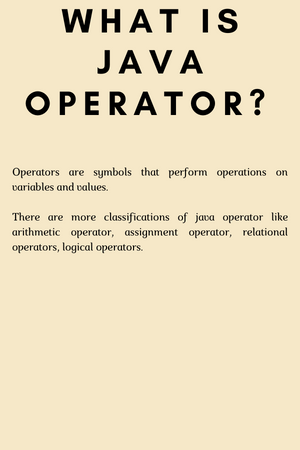 WHAT IS
JAVA
OPERATOR?
Operators are symbols that perform operations on
variables and values.
There are more classifications of java operator like
arithmetic operator, assignment operator, relational
operators, logical operators.